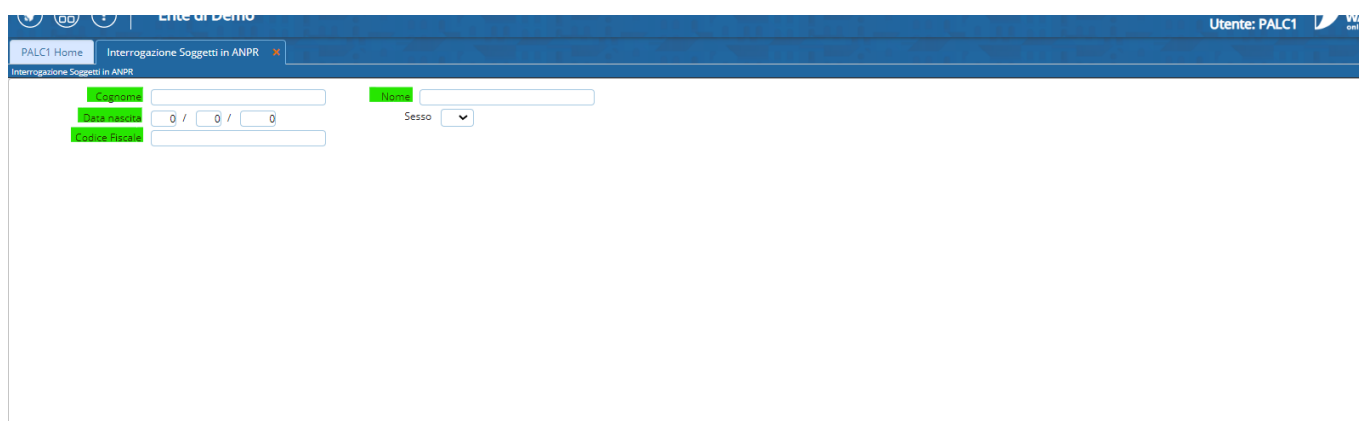 Ente di Demo
Utente: PALC1
PALC1 Home Interrogazione Soggetti in ANPR ×
Interrogazione Soggetti in ANPR
Cognome Nome
Data nascita 0 / 0 / 0 Sesso
Codice Fiscale